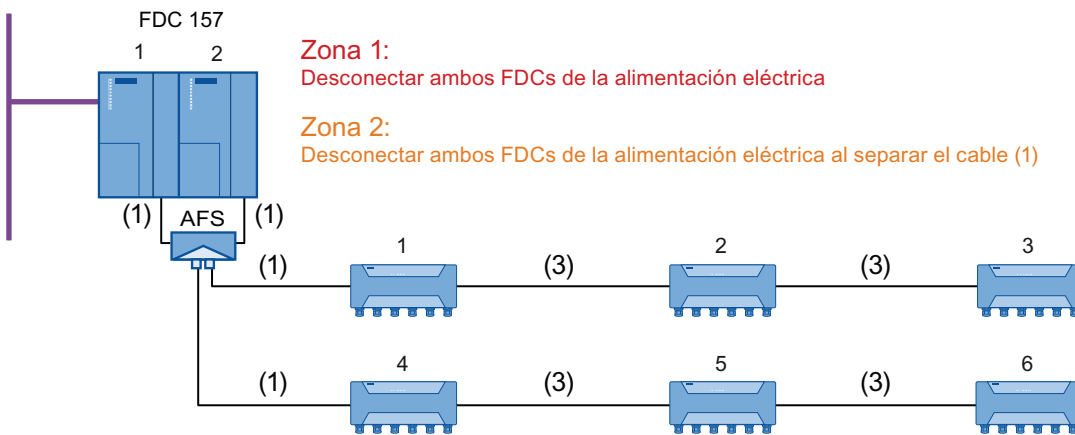 FDC 157
1 2
Zona 1:
Desconectar ambos FDCs de la alimentación eléctrica
Zona 2:
Desconectar ambos FDCs de la alimentación eléctrica al separar el cable (1)
(1) AFS (1)
1 2 3
(1) (3) (3)
4 5 6
(1) (3) (3)